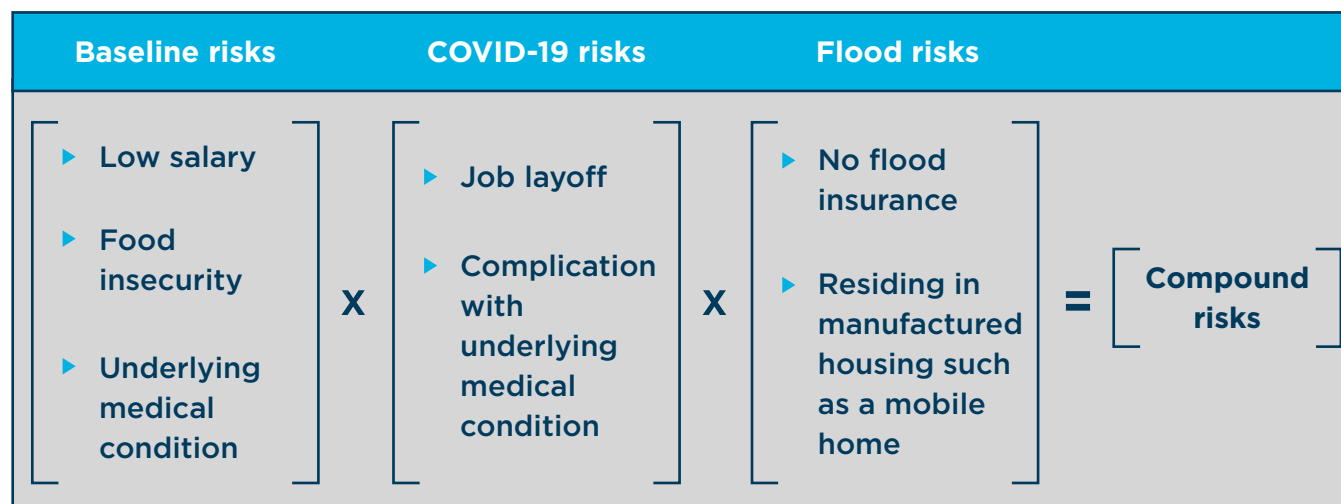 Baseline risks
COVID-19 risks
Flood risks
Low salary
Food
insecurity
Underlying
medical
condition
X
Job layoff
Complication
with
underlying
medical
condition
X
No flood
insurance
Residing in
manufactured
housing such
as a mobile
home
=
Compound
risks